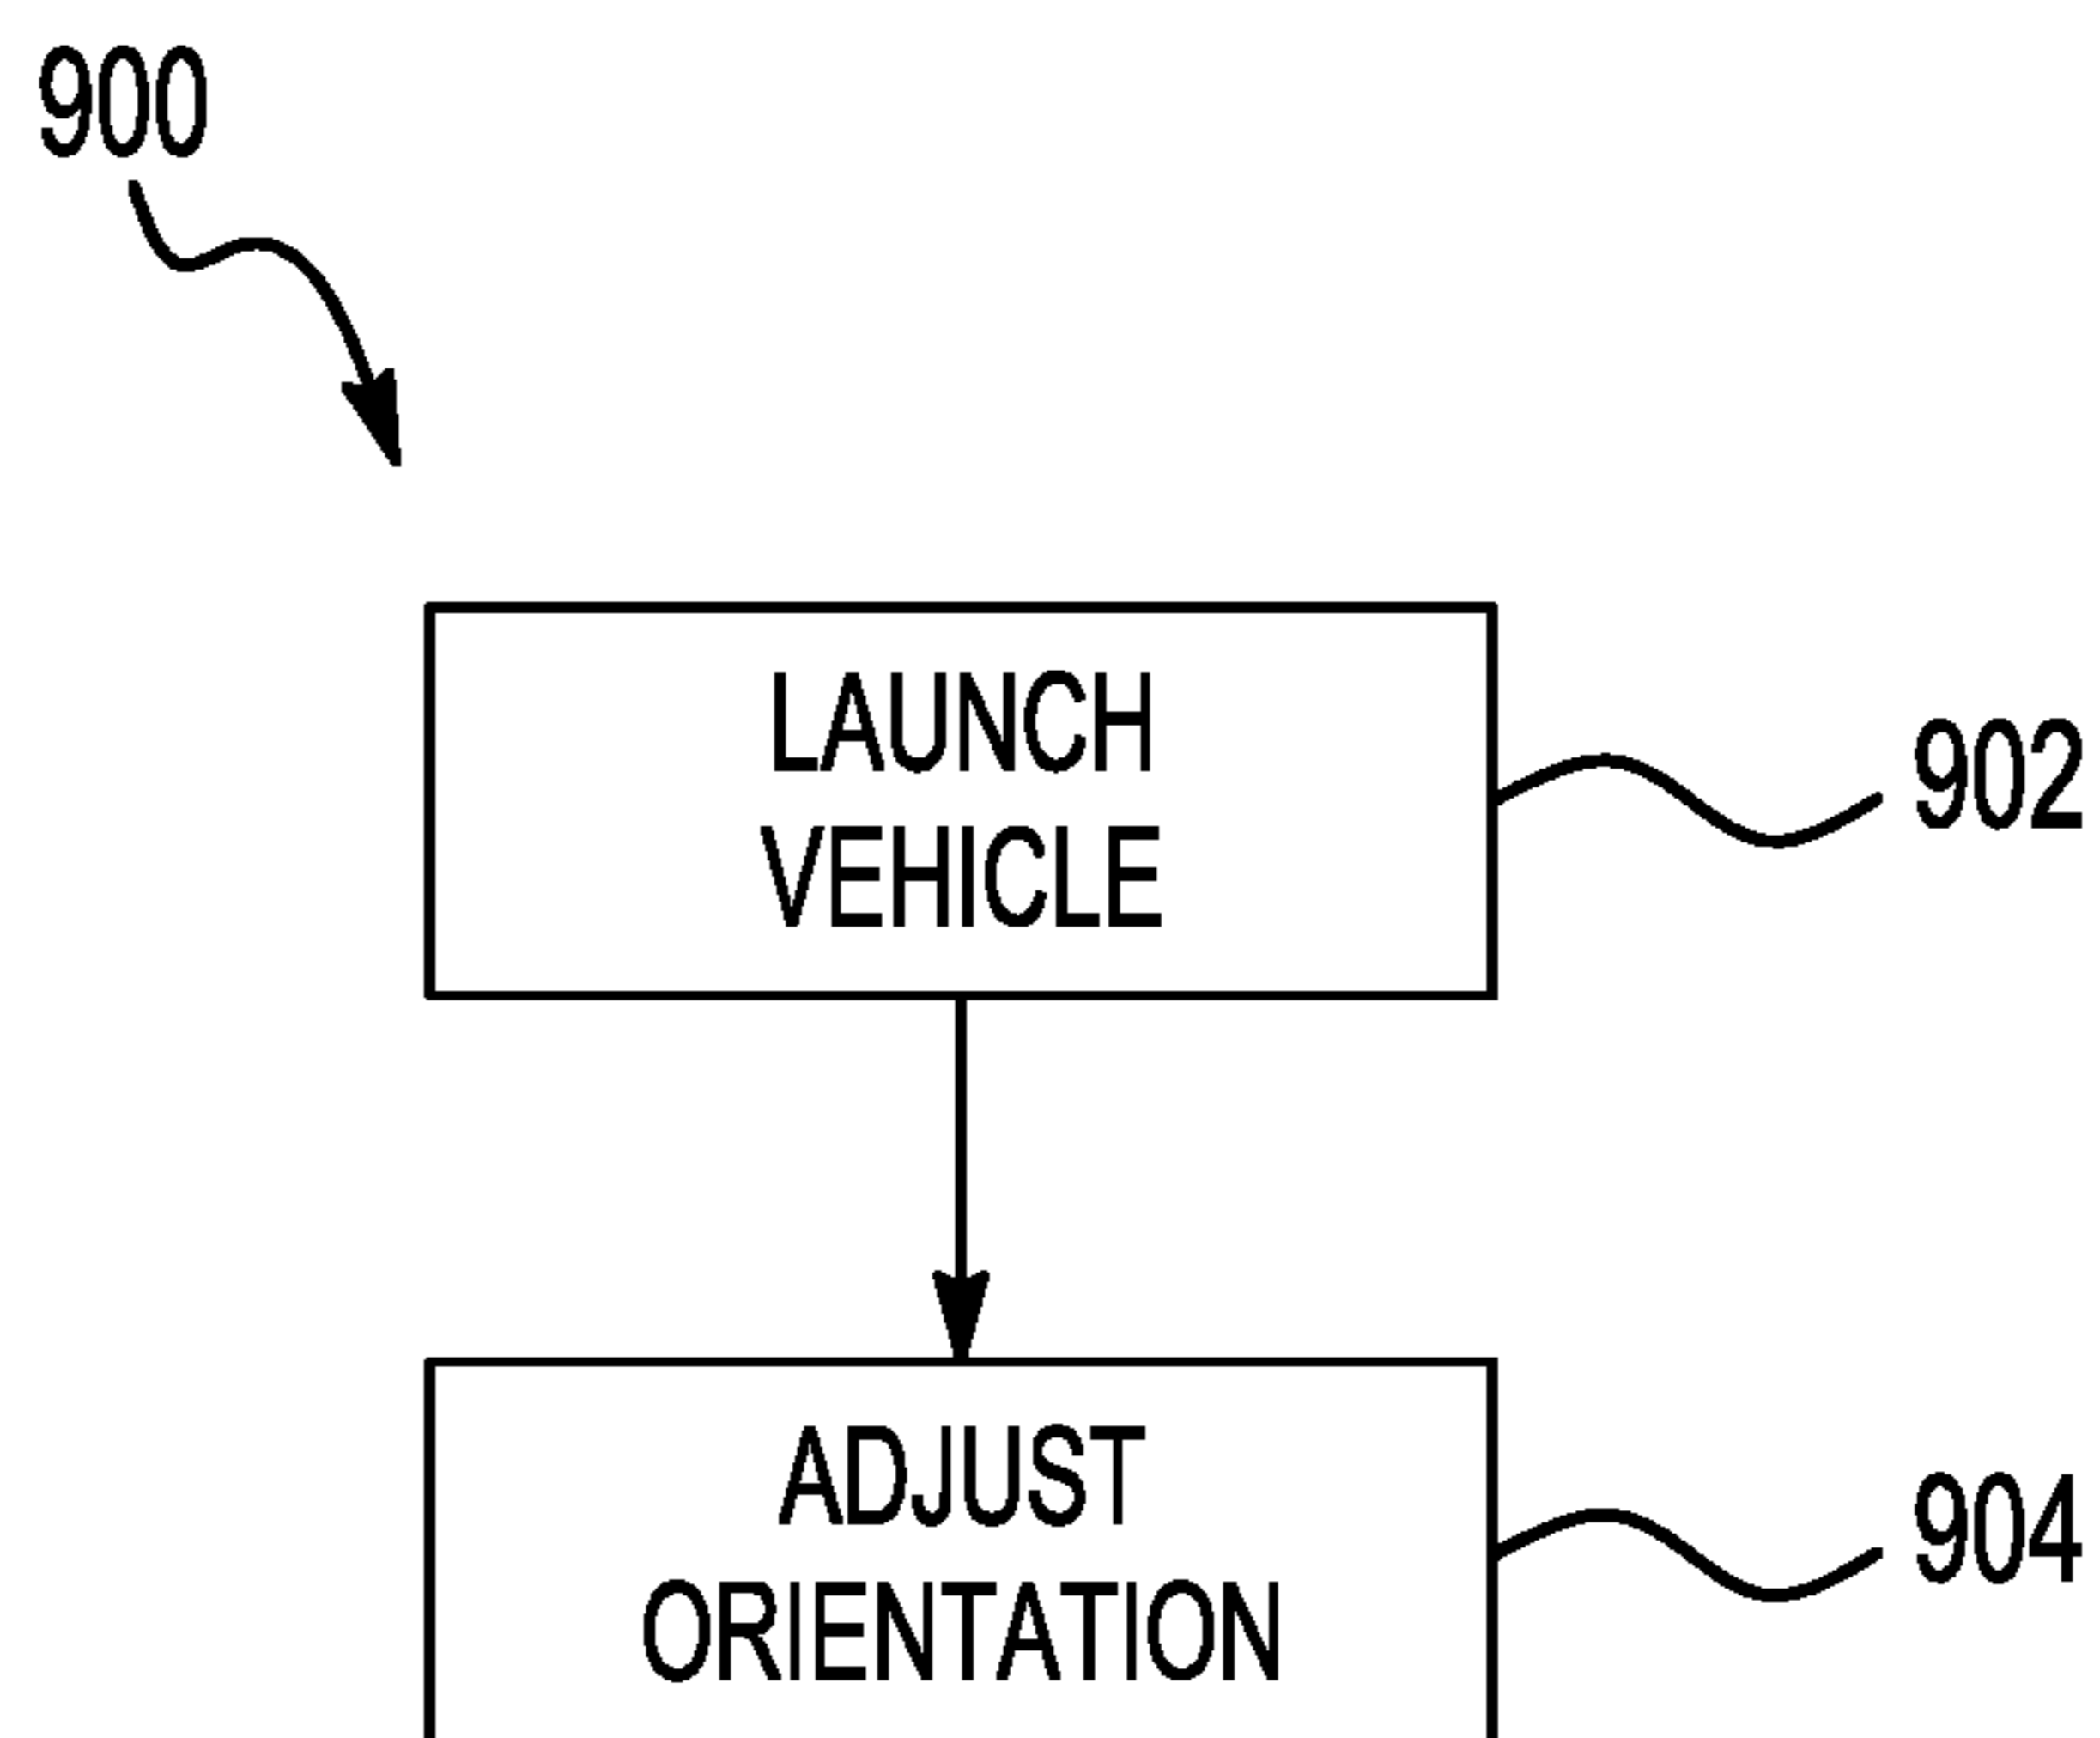 900
LAUNCH
VEHICLE
902
ADJUST
ORIENTATION
904